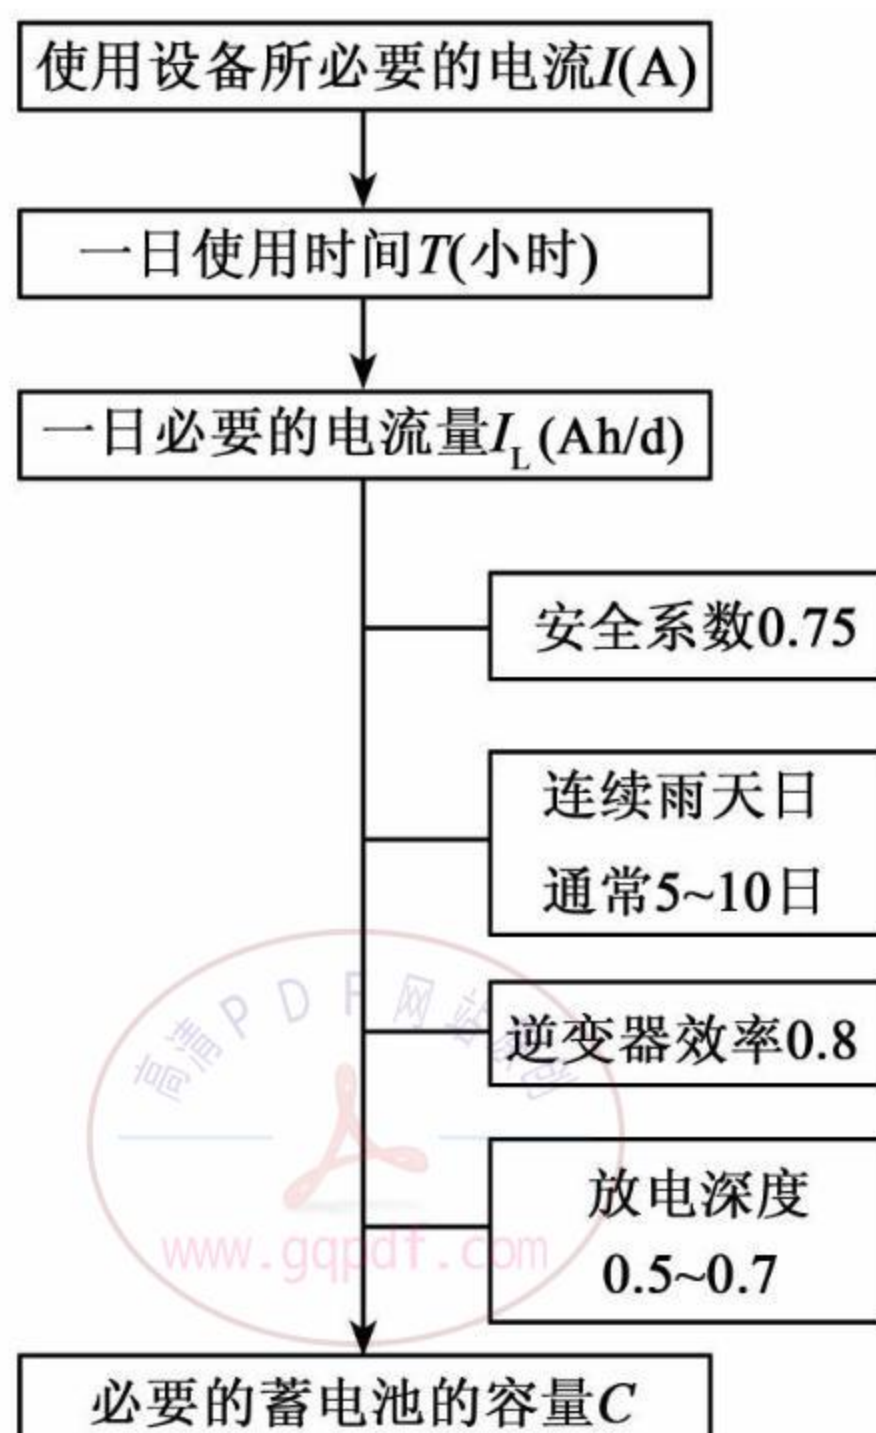 使用设备所必要的电流I(A)
一日使用时间T(小时)
一日必要的电流量I_L(Ah/d)
安全系数0.75
连续雨天日
通常5~10日
逆变器效率0.8
放电深度
0.5~0.7
必要的蓄电池的容量C
高清PDF网站
www.gqpdf.com